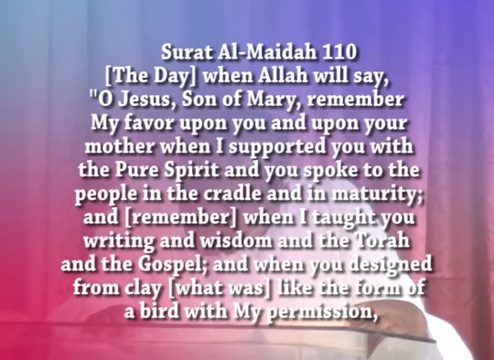 Surat Al-Maidah 110
[The Day] when Allah will say,
"O Jesus, Son of Mary, remember
My favor upon you and upon your
mother when I supported you with
the Pure Spirit and you spoke to the
people in the cradle and in maturity;
and [remember] when I taught you
writing and wisdom and the Torah
and the Gospel; and when you designed
from clay [what was] like the form of
a bird with My permission,